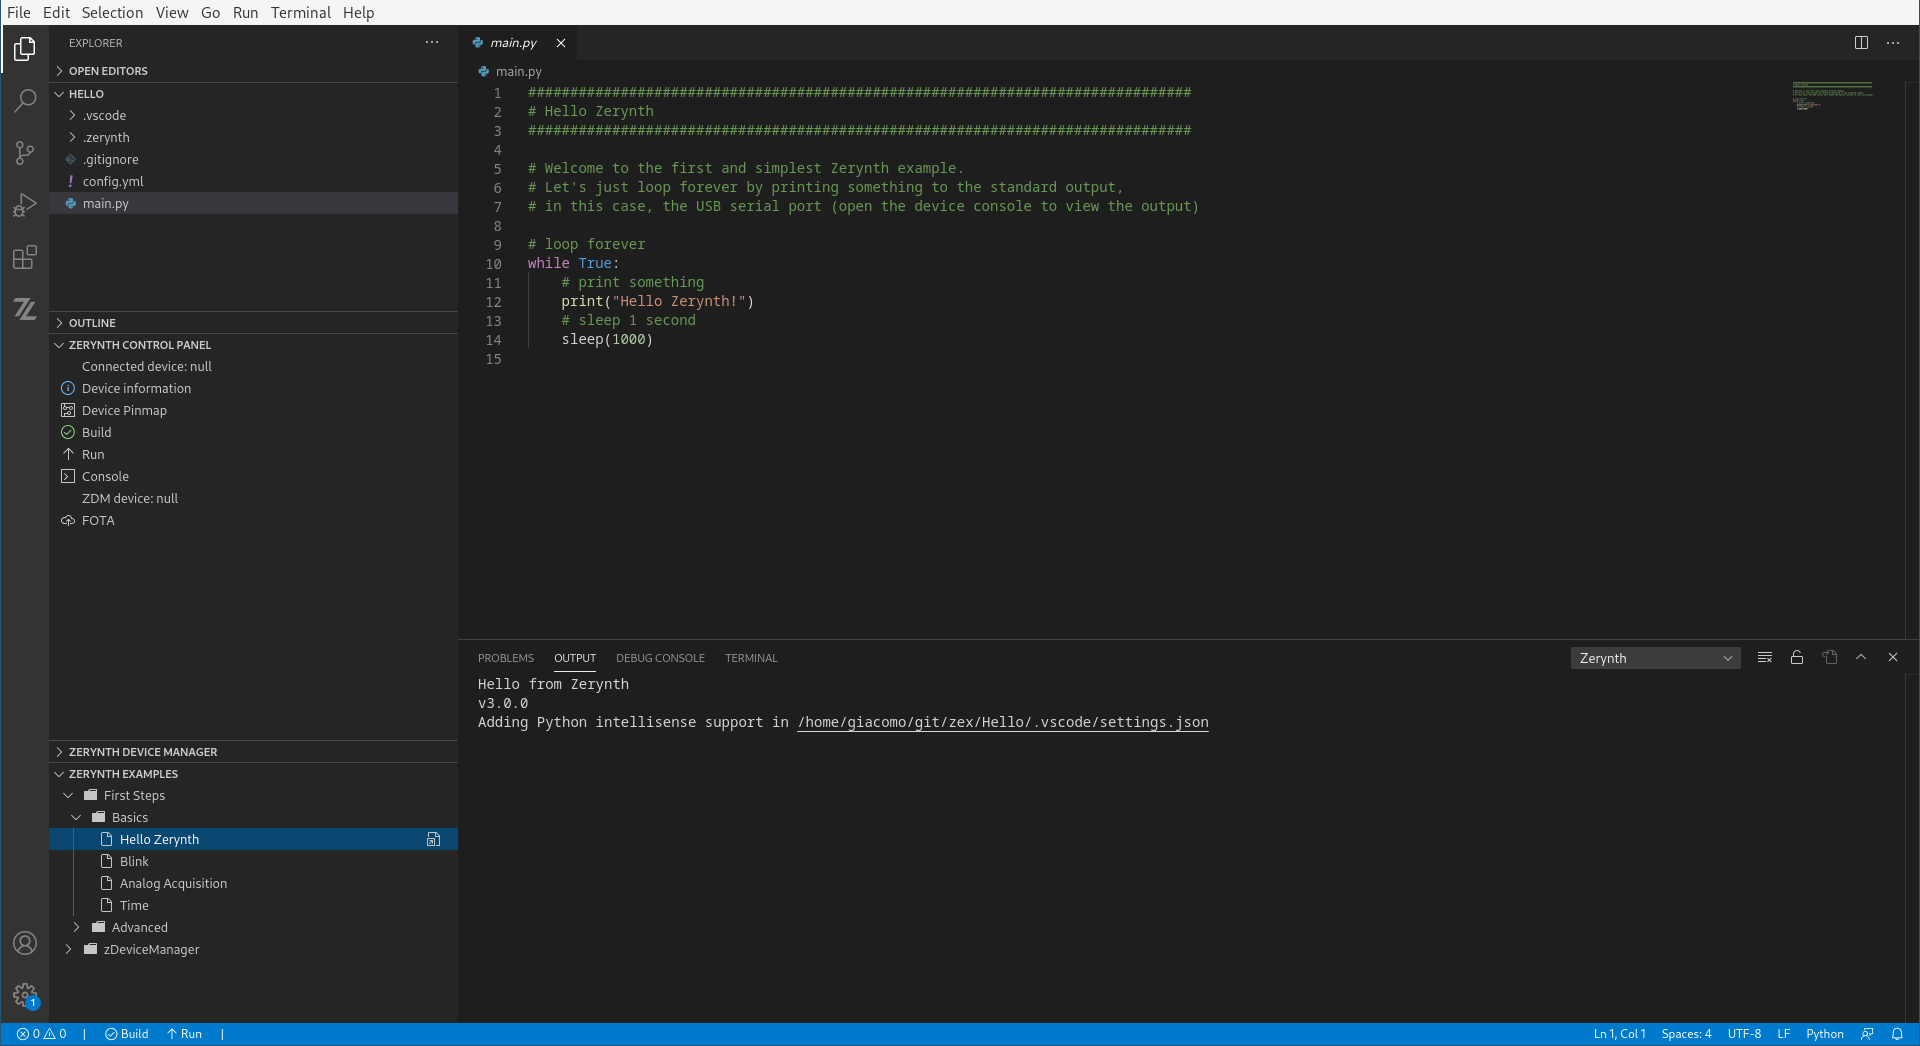 File Edit Selection View Go Run Terminal Help
EXPLORER
OPEN EDITORS
HELLO
.vscode
.zerynth
.gitignore
! config.yml
main.py
OUTLINE
ZERYNTH CONTROL PANEL
Connected device: null
Device information
Device Pinmap
Build
Run
Console
ZDM device: null
FOTA
ZERYNTH DEVICE MANAGER
ZERYNTH EXAMPLES
First Steps
Basics
Hello Zerynth
Blink
Analog Acquisition
Time
Advanced
zDeviceManager
1
main.py
main.py
1 ###############################################################################
2 # Hello Zerynth
3 ###############################################################################
4
5 # Welcome to the first and simplest Zerynth example.
6 # Let's just loop forever by printing something to the standard output,
7 # in this case, the USB serial port (open the device console to view the output)
8
9 # loop forever
10 while True:
11 # print something
12 print("Hello Zerynth!")
13 # sleep 1 second
14 sleep(1000)
15
PROBLEMS OUTPUT DEBUG CONSOLE TERMINAL Zerynth
Hello from Zerynth
v3.0.0
Adding Python intellisense support in /home/giacomo/git/zex/Hello/.vscode/settings.json
0 0 | Build Run | Ln 1, Col 1 Spaces: 4 UTF-8 LF Python